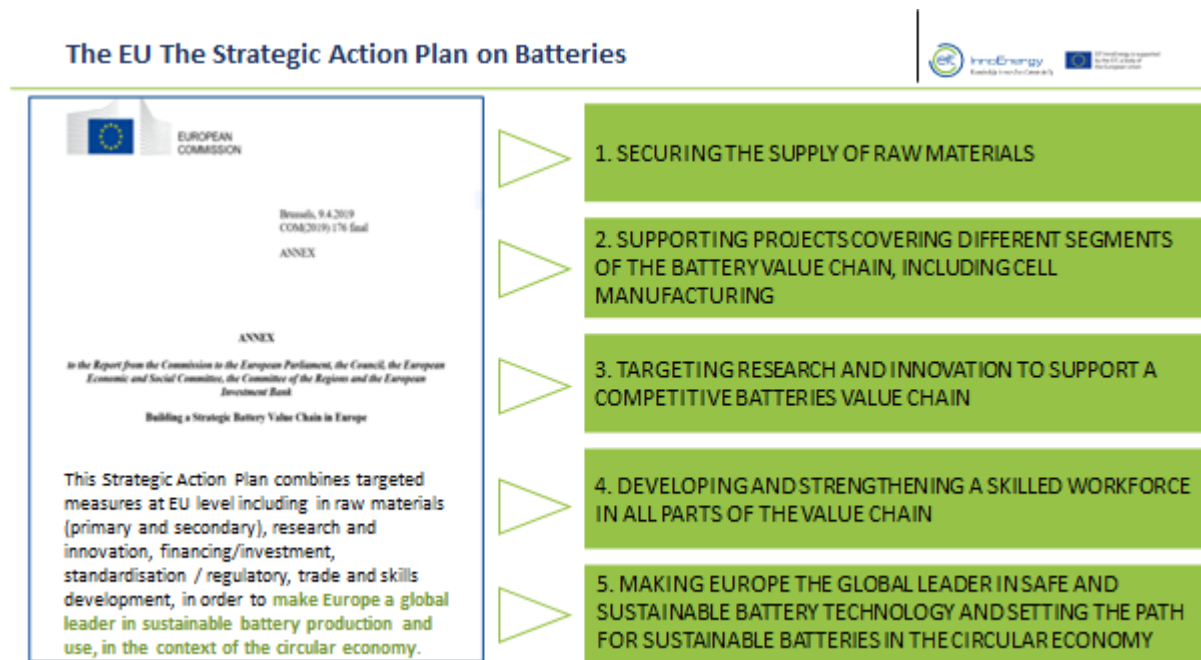 The EU The Strategic Action Plan on Batteries
eit InnoEnergy
EUROPEAN
COMMISSION
Brussels, 9.4.2019
COM(2019) 176 final
ANNEX
ANNEX
to the Report from the Commission to the European Parliament, the Council, the European
Economic and Social Committee, the Committee of the Regions and the European
Investment Bank
Building a Strategic Battery Value Chain in Europe
This Strategic Action Plan combines targeted
measures at EU level including in raw materials
(primary and secondary), research and
innovation, financing/investment,
standardisation / regulatory, trade and skills
development, in order to make Europe a global
leader in sustainable battery production and
use, in the context of the circular economy.
1. SECURING THE SUPPLY OF RAW MATERIALS
2. SUPPORTING PROJECTS COVERING DIFFERENT SEGMENTS
OF THE BATTERY VALUE CHAIN, INCLUDING CELL
MANUFACTURING
3. TARGETING RESEARCH AND INNOVATION TO SUPPORT A
COMPETITIVE BATTERIES VALUE CHAIN
4. DEVELOPING AND STRENGTHENING A SKILLED WORKFORCE
IN ALL PARTS OF THE VALUE CHAIN
5. MAKING EUROPE THE GLOBAL LEADER IN SAFE AND
SUSTAINABLE BATTERY TECHNOLOGY AND SETTING THE PATH
FOR SUSTAINABLE BATTERIES IN THE CIRCULAR ECONOMY